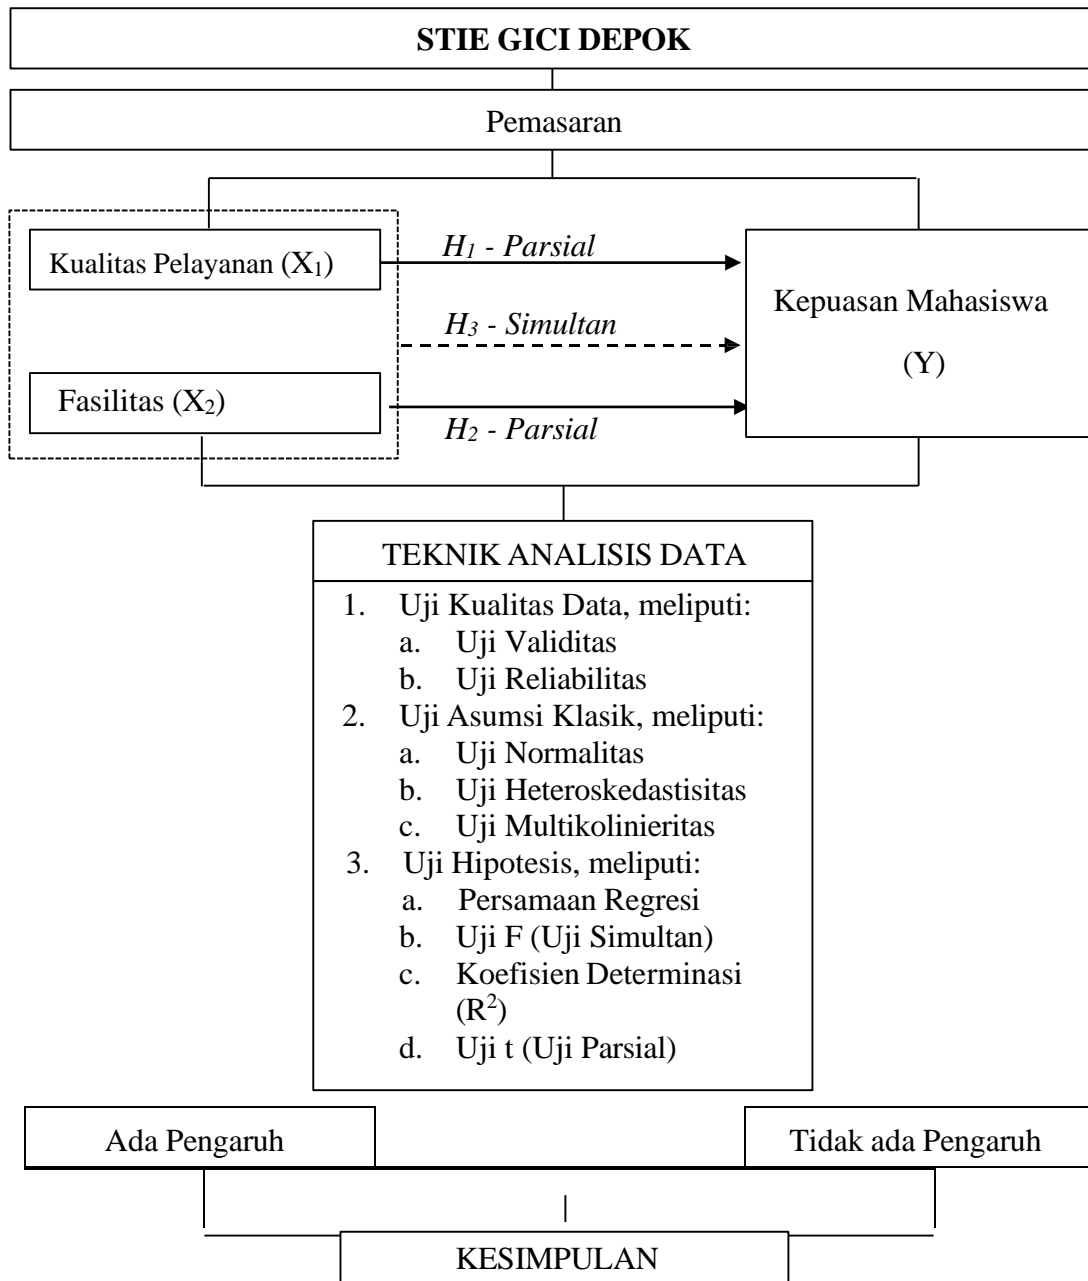 STIE GICI DEPOK
Pemasaran
Kualitas Pelayanan (X₁)
H₁ - Parsial
Kepuasan Mahasiswa
(Y)
H₃ - Simultan
Fasilitas (X₂)
H₂ - Parsial
TEKNIK ANALISIS DATA
1. Uji Kualitas Data, meliputi:
a. Uji Validitas
b. Uji Reliabilitas
2. Uji Asumsi Klasik, meliputi:
a. Uji Normalitas
b. Uji Heteroskedastisitas
c. Uji Multikolinieritas
3. Uji Hipotesis, meliputi:
a. Persamaan Regresi
b. Uji F (Uji Simultan)
c. Koefisien Determinasi
(R²)
d. Uji t (Uji Parsial)
Ada Pengaruh
Tidak ada Pengaruh
KESIMPULAN